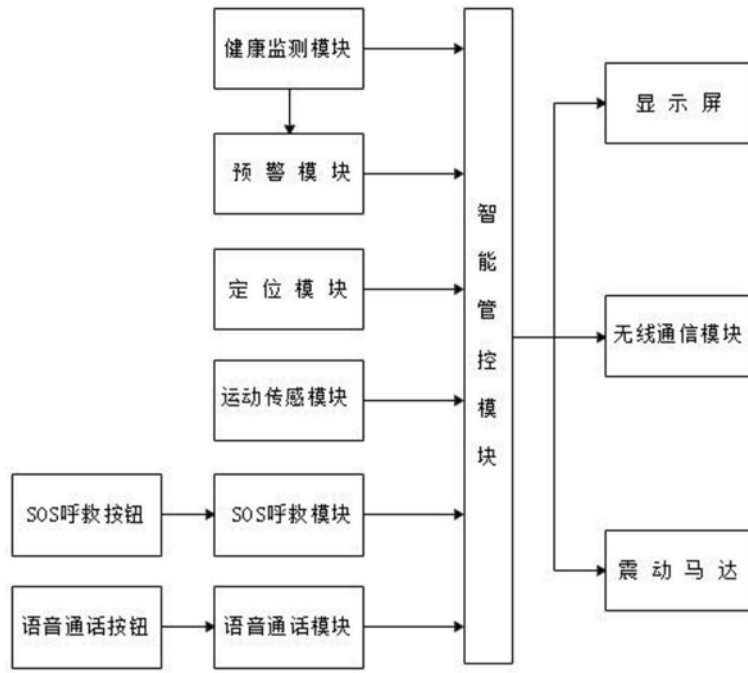 健康监测模块
预警模块
定位模块
运动传感模块
SOS呼救按钮
SOS呼救模块
语音通话按钮
语音通话模块
智能管控模块
显示屏
无线通信模块
震动马达